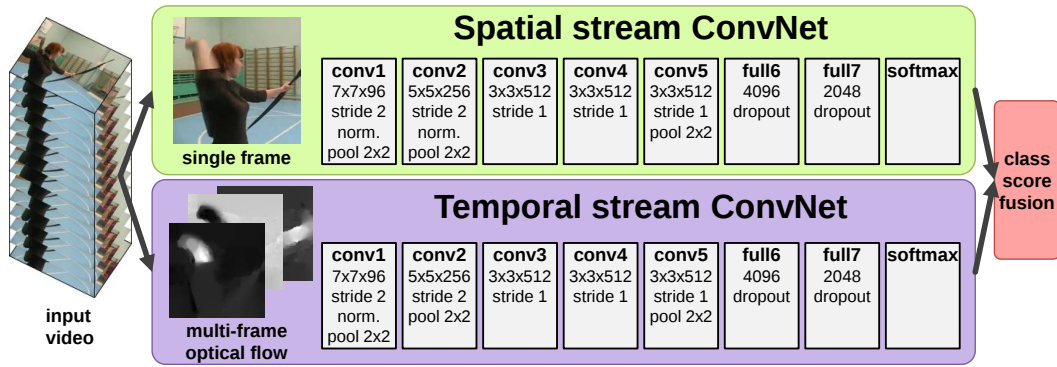 Spatial stream ConvNet
conv1
7x7x96
stride 2
norm.
pool 2x2
conv2
5x5x256
stride 2
norm.
pool 2x2
conv3
3x3x512
stride 1
conv4
3x3x512
stride 1
conv5
3x3x512
stride 1
pool 2x2
full6
4096
dropout
full7
2048
dropout
softmax
single frame
Temporal stream ConvNet
conv1
7x7x96
stride 2
norm.
pool 2x2
conv2
5x5x256
stride 2
pool 2x2
conv3
3x3x512
stride 1
conv4
3x3x512
stride 1
conv5
3x3x512
stride 1
pool 2x2
full6
4096
dropout
full7
2048
dropout
softmax
multi-frame
optical flow
input
video
class
score
fusion